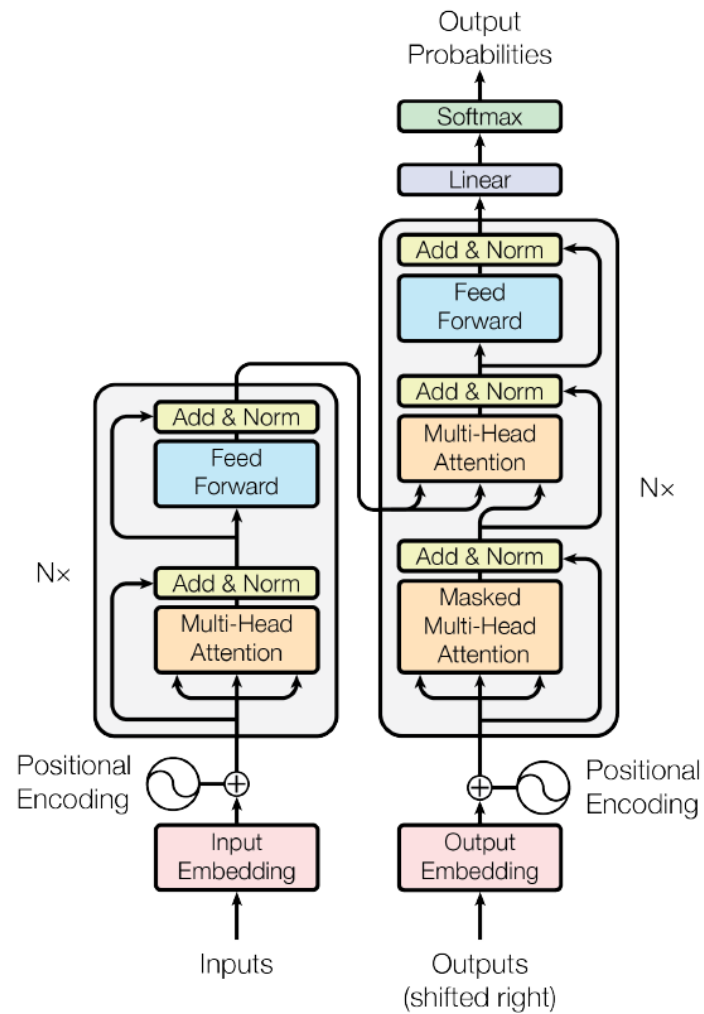 Output
Probabilities
Softmax
Linear
Add & Norm
Feed
Forward
Add & Norm
Multi-Head
Attention
Nx
Add & Norm
Masked
Multi-Head
Attention
Add & Norm
Feed
Forward
Nx
Add & Norm
Multi-Head
Attention
Positional
Encoding
Positional
Encoding
Input
Embedding
Output
Embedding
Inputs
Outputs
(shifted right)